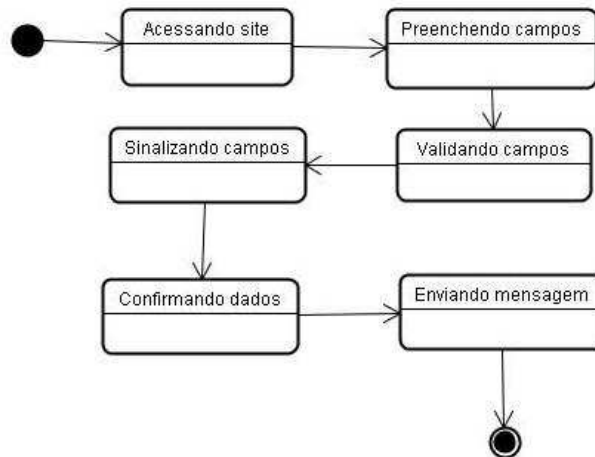 Acessando site
Preenchendo campos
Validando campos
Sinalizando campos
Confirmando dados
Enviando mensagem